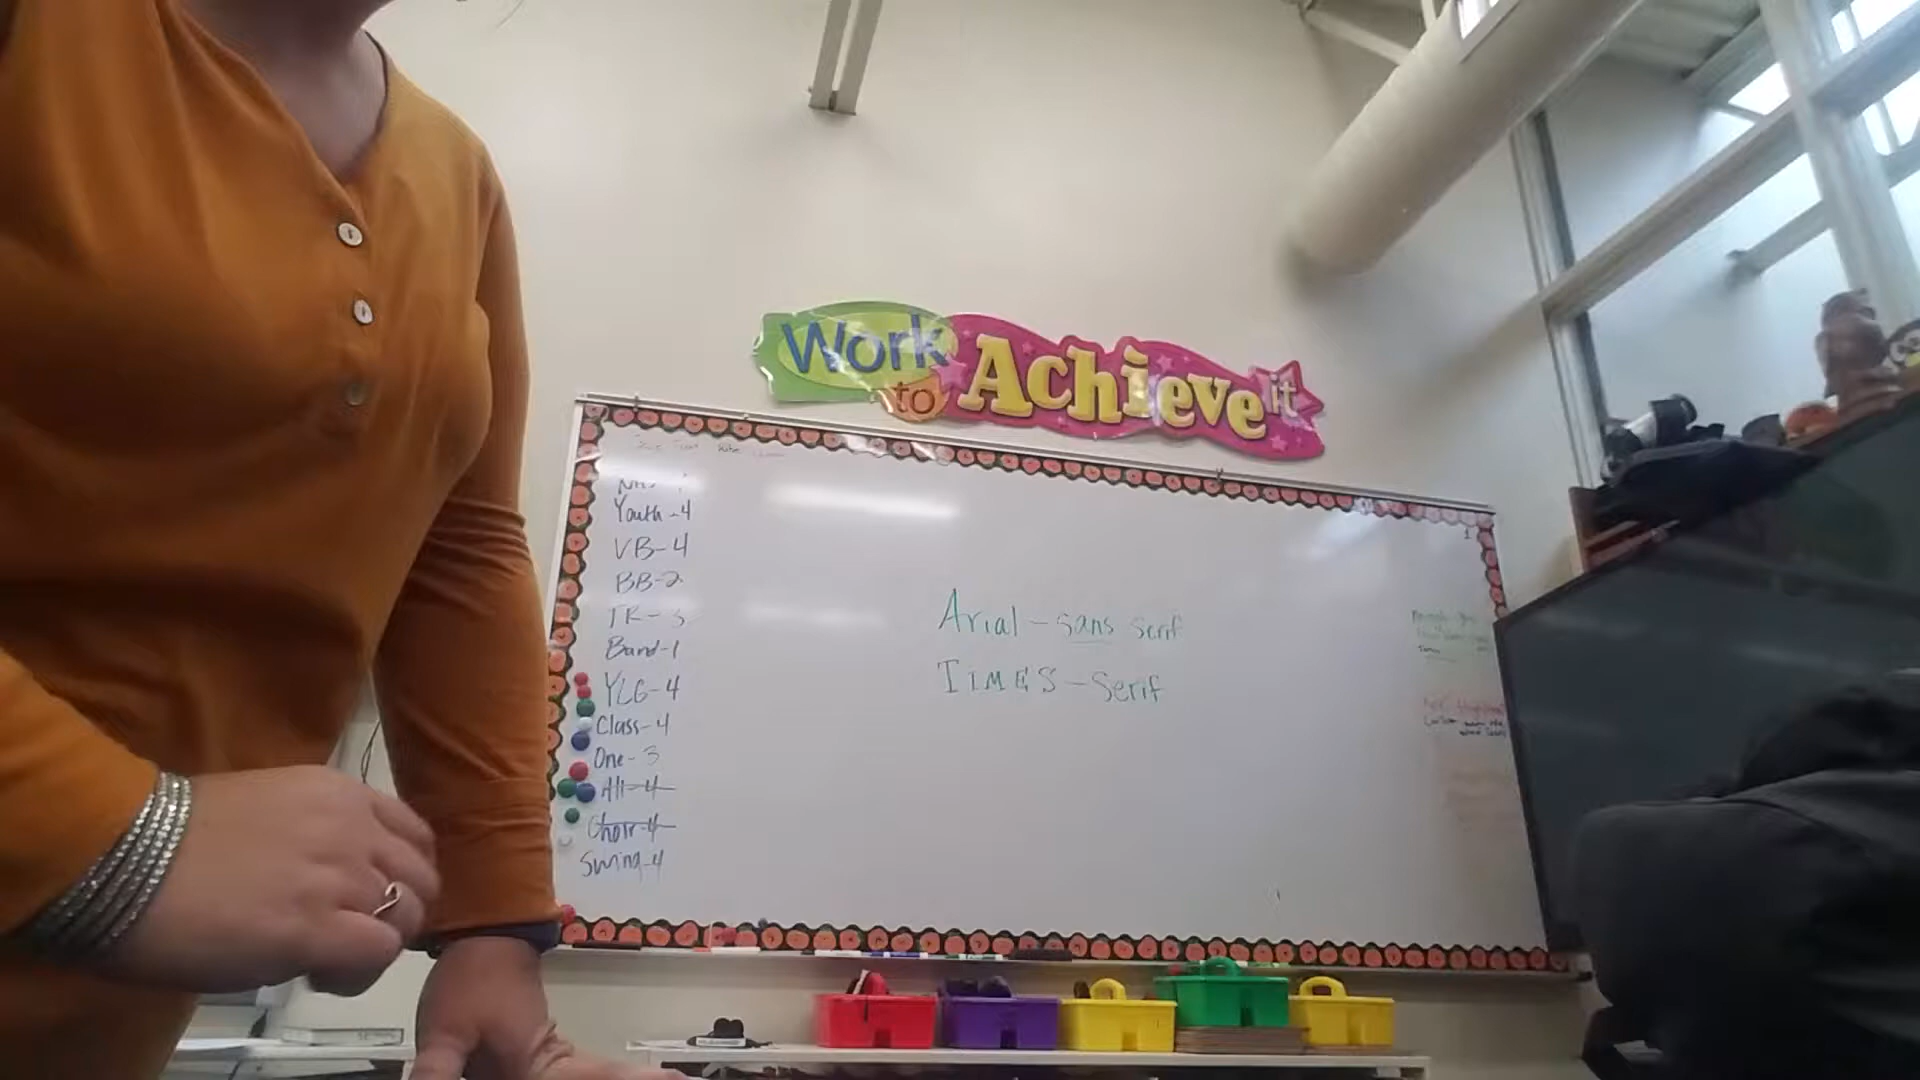 Work
to Achieve it
Youth-4
VB-4
BB-2
TR-3
Band-1
YLG-4
Class-4
One-3
All-4
Choir-4
Swing-4
Arial-sans serif
TIMES-Serif
1